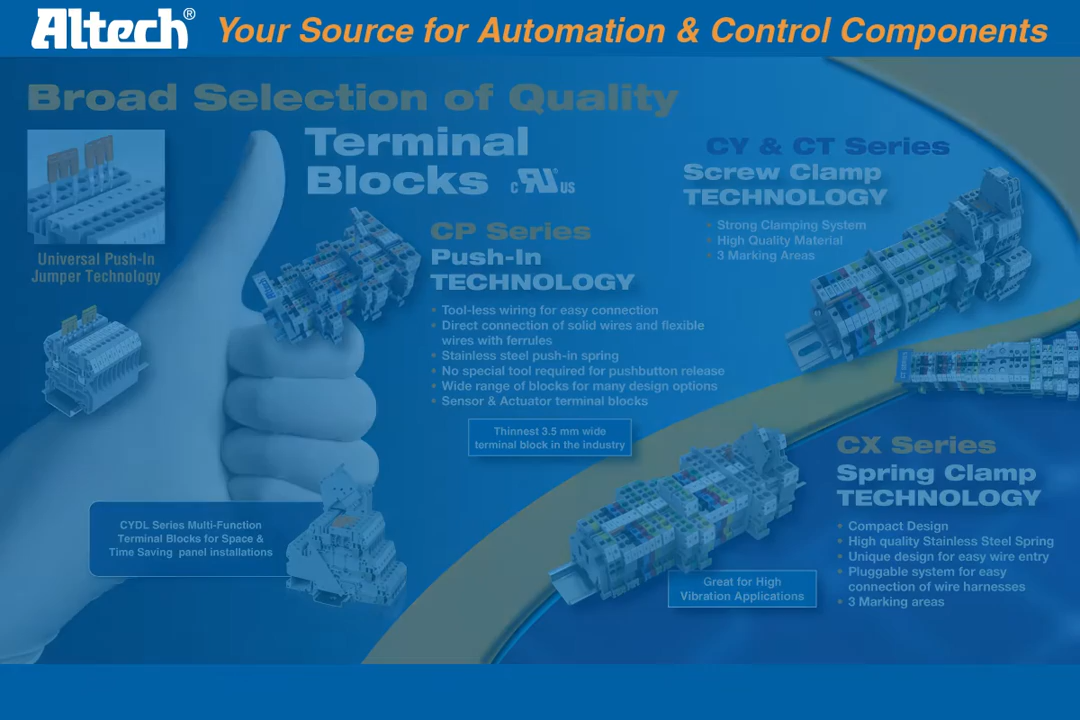 Altech®
Your Source for Automation & Control Components
Broad Selection of Quality
Terminal
Blocks
c RU US
Universal Push-In
Jumper Technology
CP Series
Push-In
TECHNOLOGY
• Tool-less wiring for easy connection
• Direct connection of solid wires and flexible
wires with ferrules
• Stainless steel push-in spring
• No special tool required for pushbutton release
• Wide range of blocks for many design options
• Sensor & Actuator terminal blocks
Thinnest 3.5 mm wide
terminal block in the industry
CY & CT Series
Screw Clamp
TECHNOLOGY
• Strong Clamping System
• High Quality Material
• 3 Marking Areas
CYDL Series Multi-Function
Terminal Blocks for Space &
Time Saving panel installations
CX Series
Spring Clamp
TECHNOLOGY
• Compact Design
• High quality Stainless Steel Spring
• Unique design for easy wire entry
• Pluggable system for easy
connection of wire harnesses
• 3 Marking areas
Great for High
Vibration Applications